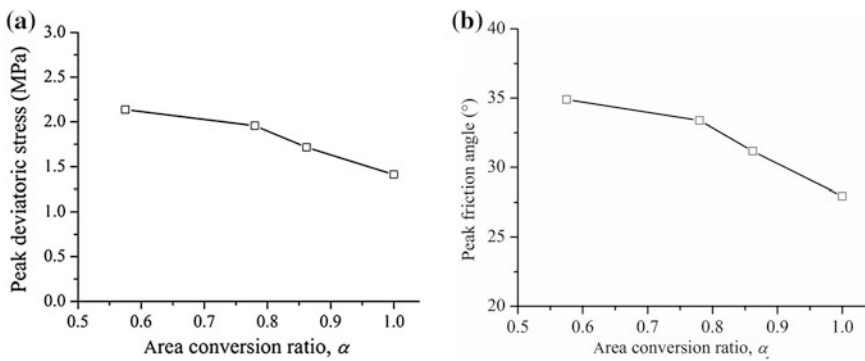 (a)
Peak deviatoric stress (MPa)
3.0
2.5
2.0
1.5
1.0
0.5
0.0
0.5 0.6 0.7 0.8 0.9 1.0
Area conversion ratio, α
(b)
Peak friction angle (°)
40
35
30
25
20
0.5 0.6 0.7 0.8 0.9 1.0
Area conversion ratio, α